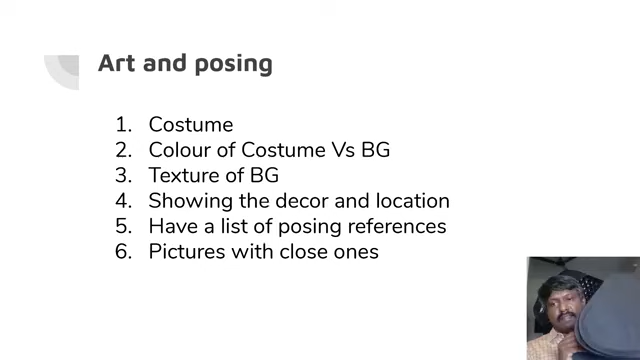 Art and posing
1. Costume
2. Colour of Costume Vs BG
3. Texture of BG
4. Showing the decor and location
5. Have a list of posing references
6. Pictures with close ones